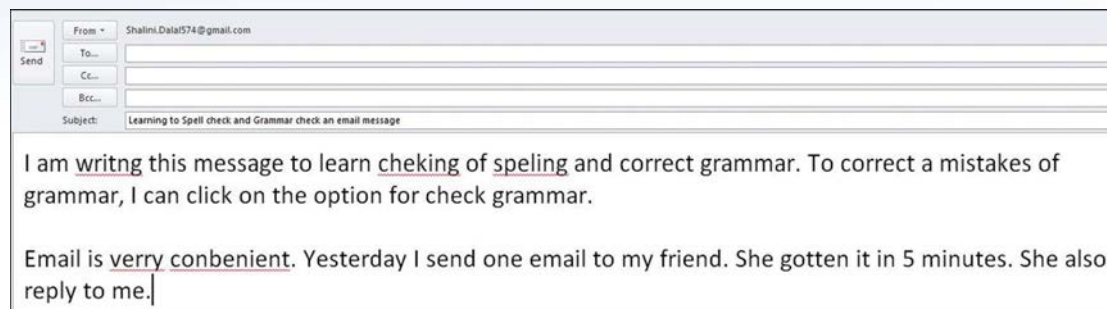 From
Shalini.Dalal574@gmail.com
Send
To...
Cc...
Bcc...
Subject:
Learning to Spell check and Grammar check an email message
I am writng this message to learn cheking of speling and correct grammar. To correct a mistakes of
grammar, I can click on the option for check grammar.
Email is verry conbenient. Yesterday I send one email to my friend. She gotten it in 5 minutes. She also
reply to me.